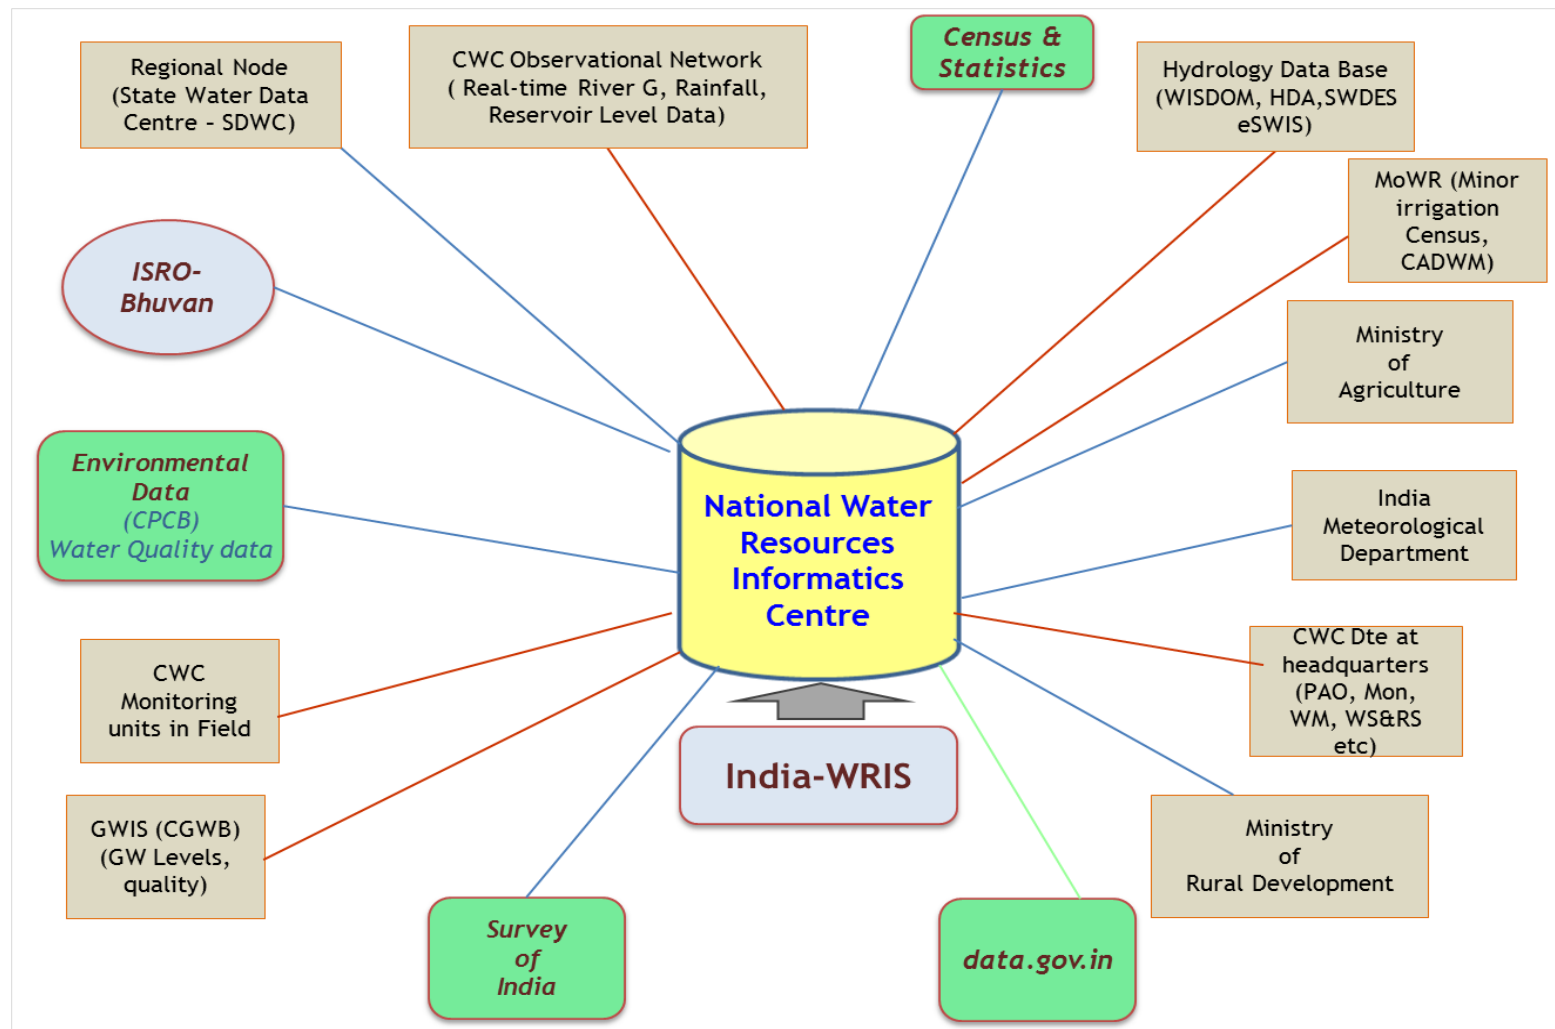 Regional Node
(State Water Data
Centre – SDWC)
CWC Observational Network
( Real-time River G, Rainfall,
Reservoir Level Data)
Census &
Statistics
Hydrology Data Base
(WISDOM, HDA,SWDES
eSWIS)
MoWR (Minor
irrigation
Census,
CADWM)
ISRO-
Bhuvan
Ministry
of
Agriculture
Environmental
Data
(CPCB)
Water Quality data
National Water
Resources
Informatics
Centre
India
Meteorological
Department
CWC
Monitoring
units in Field
CWC Dte at
headquarters
(PAO, Mon,
WM, WS&RS
etc)
India-WRIS
GWIS (CGWB)
(GW Levels,
quality)
Ministry
of
Rural Development
Survey
of
India
data.gov.in